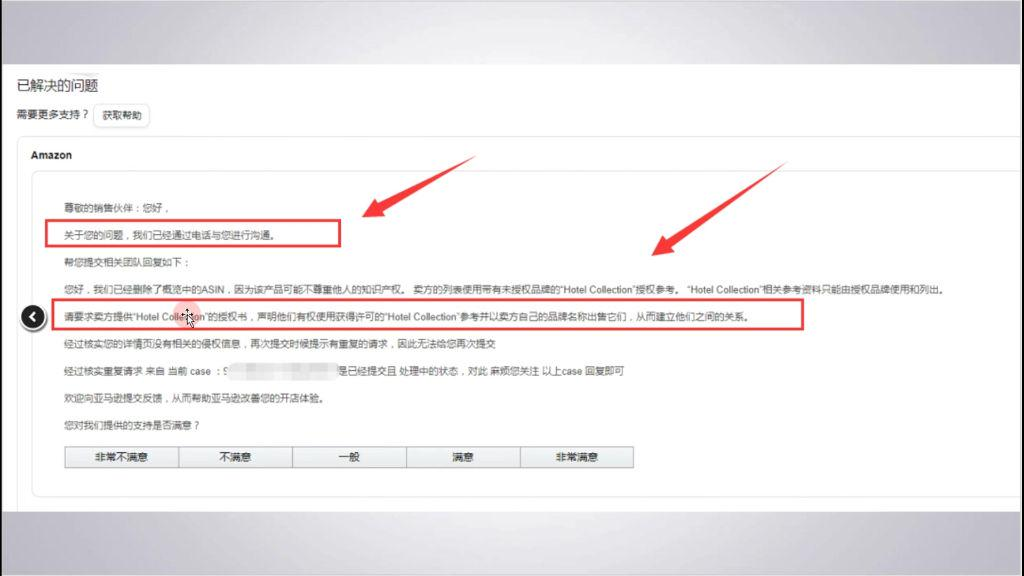 已解决的问题
需要更多支持？ 获取帮助
Amazon
尊敬的销售伙伴：您好，
关于您的问题，我们已经通过电话与您进行沟通。
帮您提交相关团队回复如下：
您好，我们已经删除了概览中的ASIN，因为该产品可能不尊重他人的知识产权。 卖方的列表使用带有未授权品牌的“Hotel Collection”授权参考。 “Hotel Collection”相关参考资料只能由授权品牌使用和列出。
请要求卖方提供“Hotel Collection”的授权书，声明他们有权使用获得许可的“Hotel Collection”参考并以卖方自己的品牌名称出售它们，从而建立他们之间的关系。
经过核实您的详情页没有相关的侵权信息，再次提交时候提示有重复的请求，因此无法给您再次提交
经过核实重复请求 来自 当前 case ：9 是已经提交且 处理中的状态，对此 麻烦您关注 以上case 回复即可
欢迎向亚马逊提交反馈，从而帮助亚马逊改善您的开店体验。
您对我们提供的支持是否满意？
非常不满意 不满意 一般 满意 非常满意